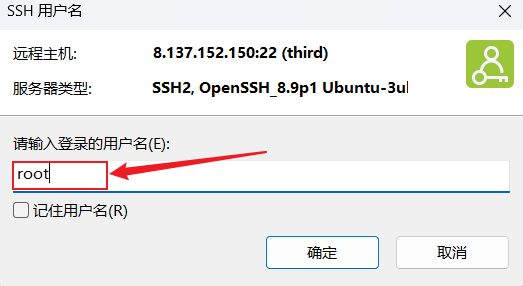 SSH 用户名
远程主机: 8.137.152.150:22 (third)
服务器类型: SSH2, OpenSSH_8.9p1
请输入登录的用户名(E):
root
记住用户名(R)
确定 取消